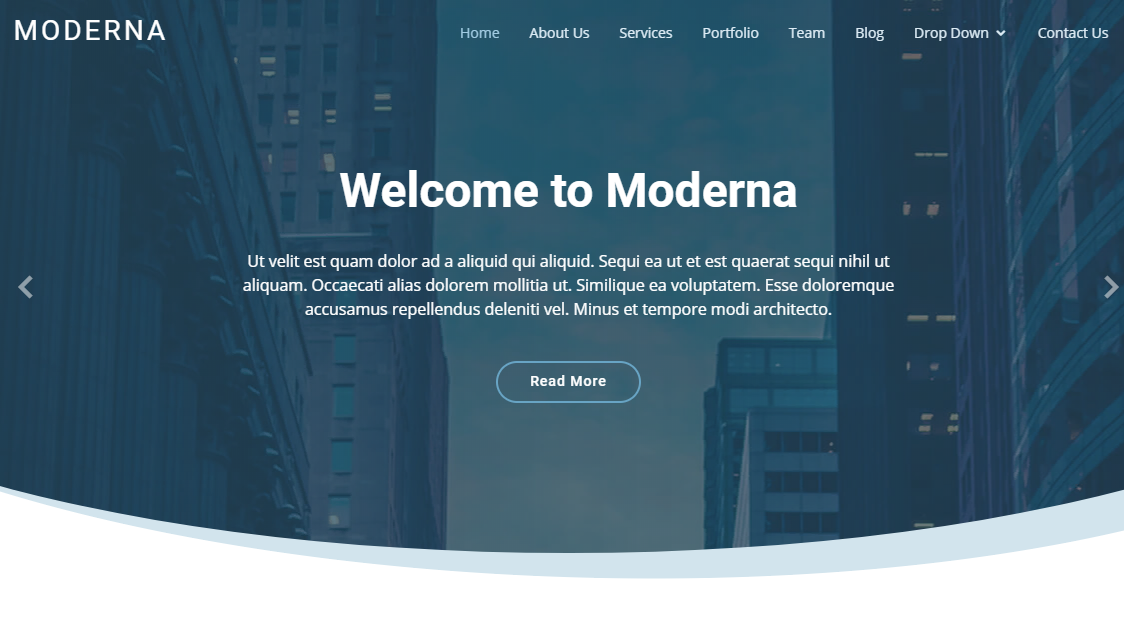 MODERNA
Home About Us Services Portfolio Team Blog Drop Down Contact Us
Welcome to Moderna
Ut velit est quam dolor ad a aliquid qui aliquid. Sequi ea ut et est quaerat sequi nihil ut
aliquam. Occaecati alias dolorem mollitia ut. Similique ea voluptatem. Esse doloremque
accusamus repellendus deleniti vel. Minus et tempore modi architecto.
Read More